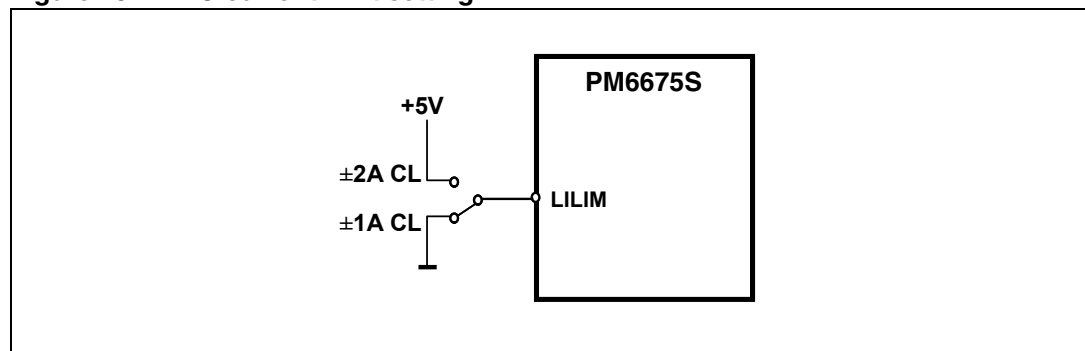 PM6675S
+5V
±2A CL
LILIM
±1A CL